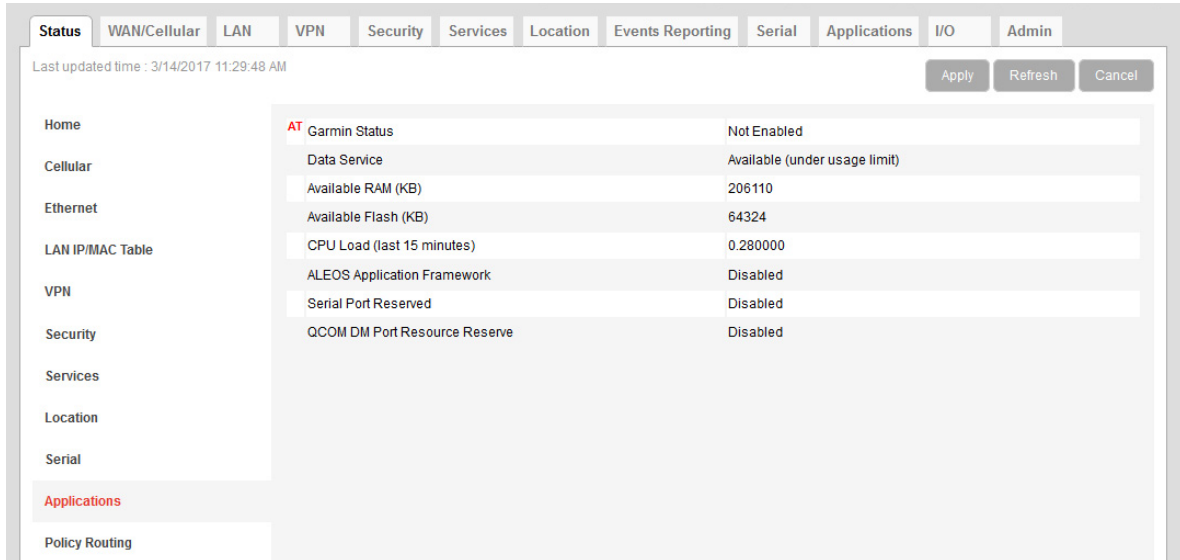 Status WAN/Cellular LAN VPN Security Services Location Events Reporting Serial Applications I/O Admin
Last updated time : 3/14/2017 11:29:48 AM
Apply Refresh Cancel
Home
Cellular
Ethernet
LAN IP/MAC Table
VPN
Security
Services
Location
Serial
Applications
Policy Routing
AT Garmin Status Not Enabled
Data Service Available (under usage limit)
Available RAM (KB) 206110
Available Flash (KB) 64324
CPU Load (last 15 minutes) 0.280000
ALEOS Application Framework Disabled
Serial Port Reserved Disabled
QCOM DM Port Resource Reserve Disabled